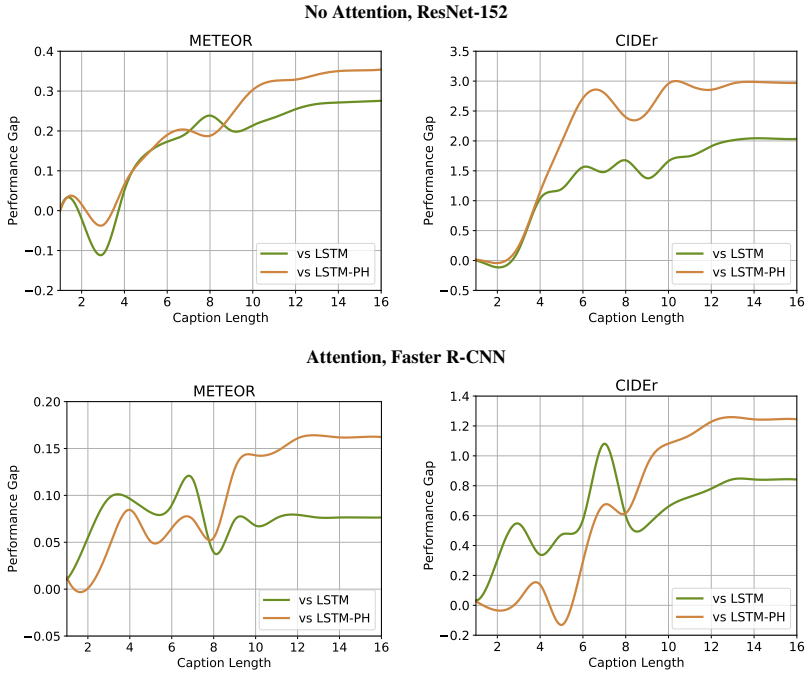 No Attention, ResNet-152
METEOR
0.4
0.3
0.2
0.1
0.0
−0.1
−0.2
Performance Gap
vs LSTM
vs LSTM-PH
2 4 6 8 10 12 14 16
Caption Length
CIDEr
3.5
3.0
2.5
2.0
1.5
1.0
0.5
0.0
−0.5
Performance Gap
vs LSTM
vs LSTM-PH
2 4 6 8 10 12 14 16
Caption Length
Attention, Faster R-CNN
METEOR
0.20
0.15
0.10
0.05
0.00
−0.05
Performance Gap
vs LSTM
vs LSTM-PH
2 4 6 8 10 12 14 16
Caption Length
CIDEr
1.4
1.2
1.0
0.8
0.6
0.4
0.2
0.0
−0.2
Performance Gap
vs LSTM
vs LSTM-PH
2 4 6 8 10 12 14 16
Caption Length